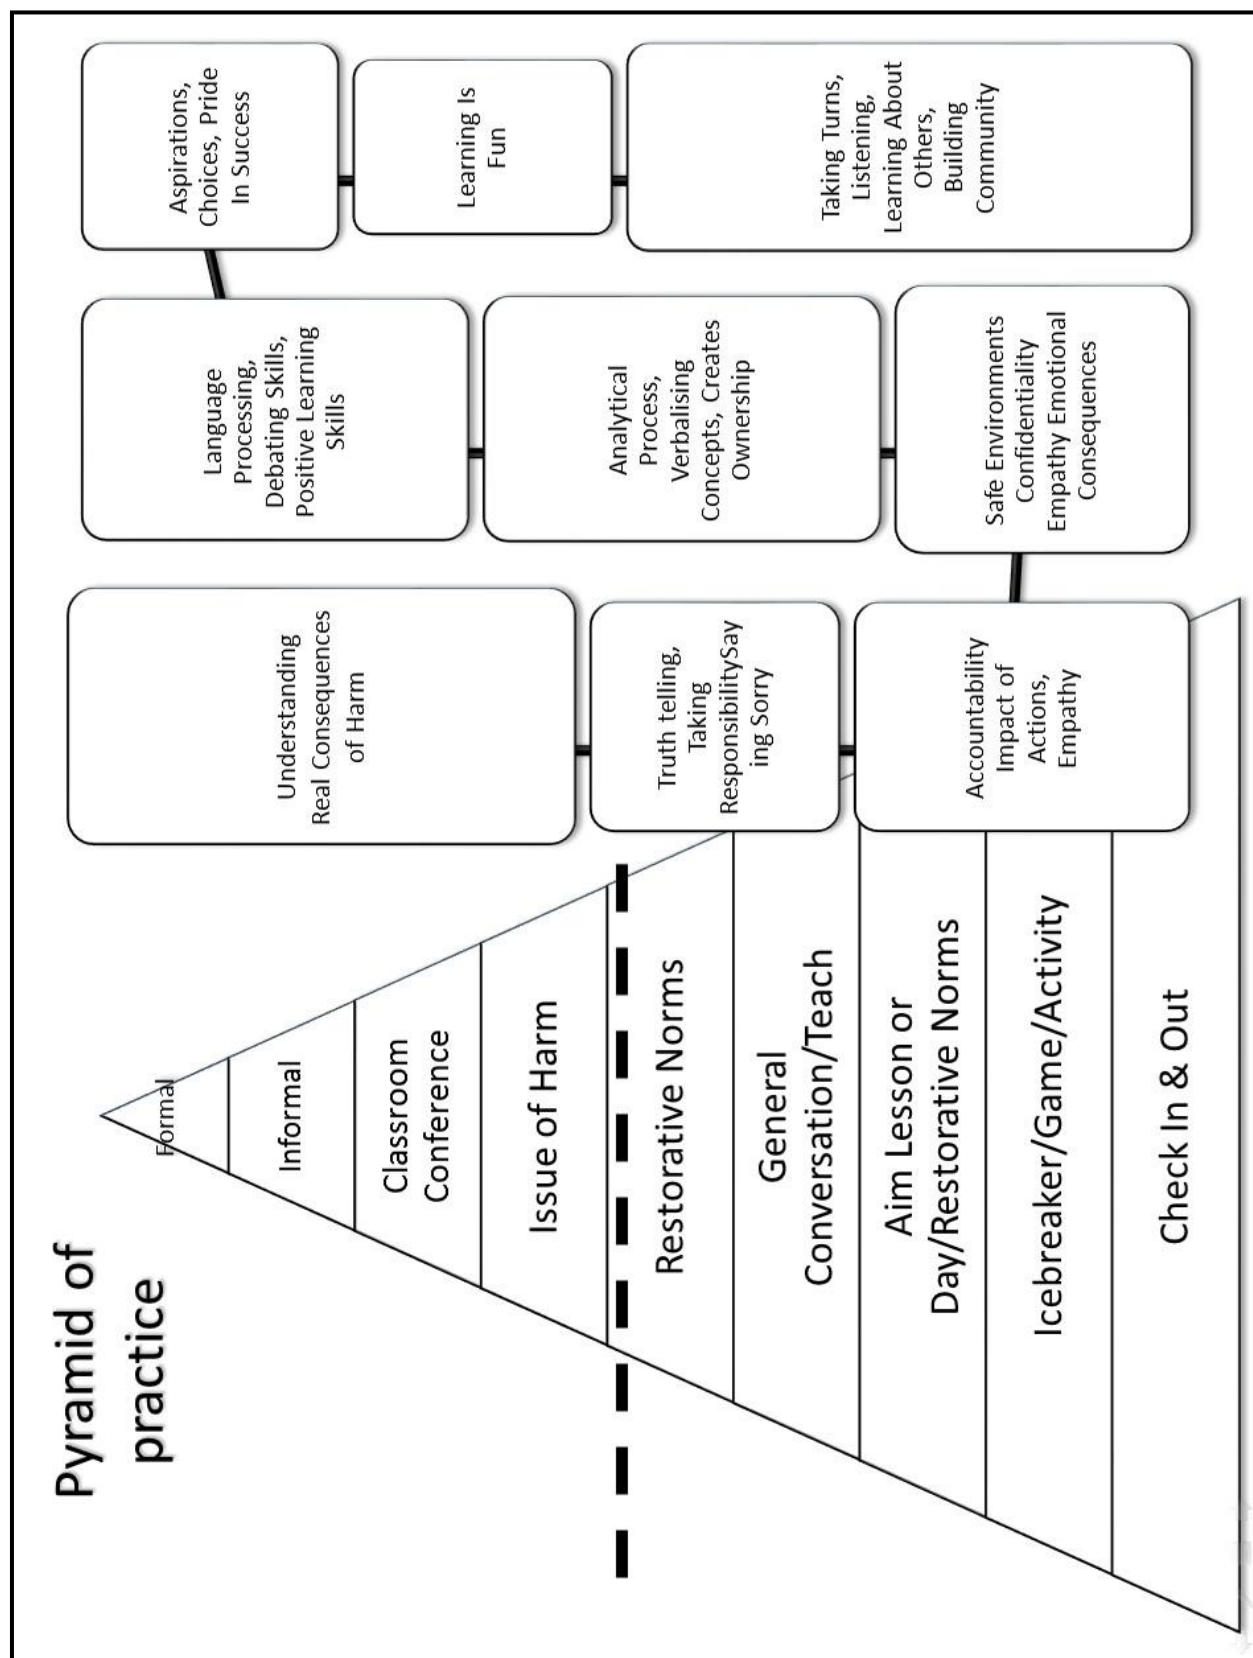 Pyramid of
practice
Formal
Informal
Classroom
Conference
Issue of Harm
Restorative Norms
General
Conversation/Teach
Aim Lesson or
Day/Restorative Norms
Icebreaker/Game/Activity
Check In & Out
Understanding
Real Consequences
of Harm
Truth telling,
Taking
ResponsibilitySay
ing Sorry
Accountability
Impact of
Actions,
Empathy
Language
Processing,
Debating Skills,
Positive Learning
Skills
Analytical
Process,
Verbalising
Concepts, Creates
Ownership
Safe Environments
Confidentiality
Empathy Emotional
Consequences
Aspirations,
Choices, Pride
In Success
Learning Is
Fun
Taking Turns,
Listening,
Learning About
Others,
Building
Community